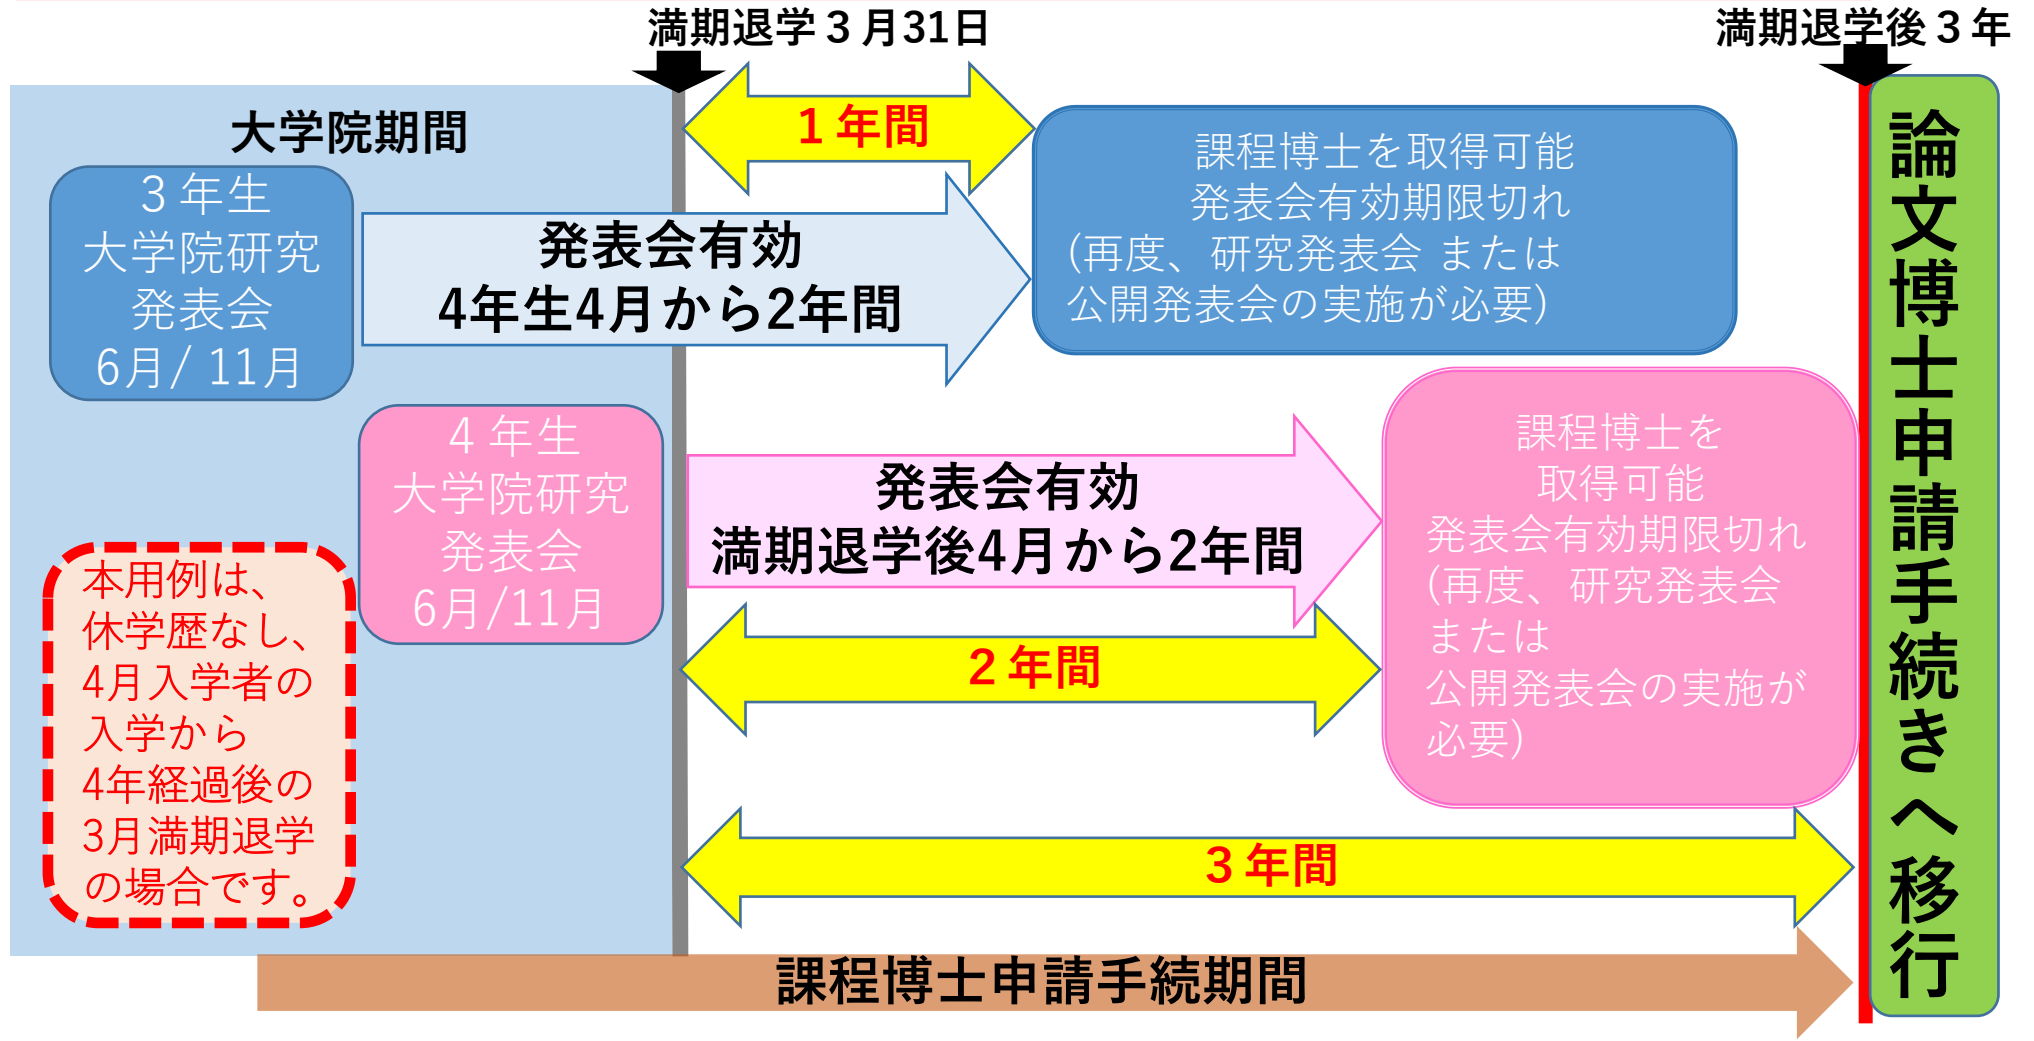 満期退学３月31日
満期退学後３年
大学院期間
１年間
３年生
大学院研究
発表会
6月/ 11月
発表会有効
4年生4月から2年間
課程博士を取得可能
発表会有効期限切れ
(再度、研究発表会 または
公開発表会の実施が必要)
４年生
大学院研究
発表会
6月/11月
発表会有効
満期退学後4月から2年間
２年間
課程博士を
取得可能
発表会有効期限切れ
(再度、研究発表会
または
公開発表会の実施が
必要)
本用例は、
休学歴なし、
4月入学者の
入学から
4年経過後の
3月満期退学
の場合です。
３年間
課程博士申請手続期間
論文博士申請手続きへ移行